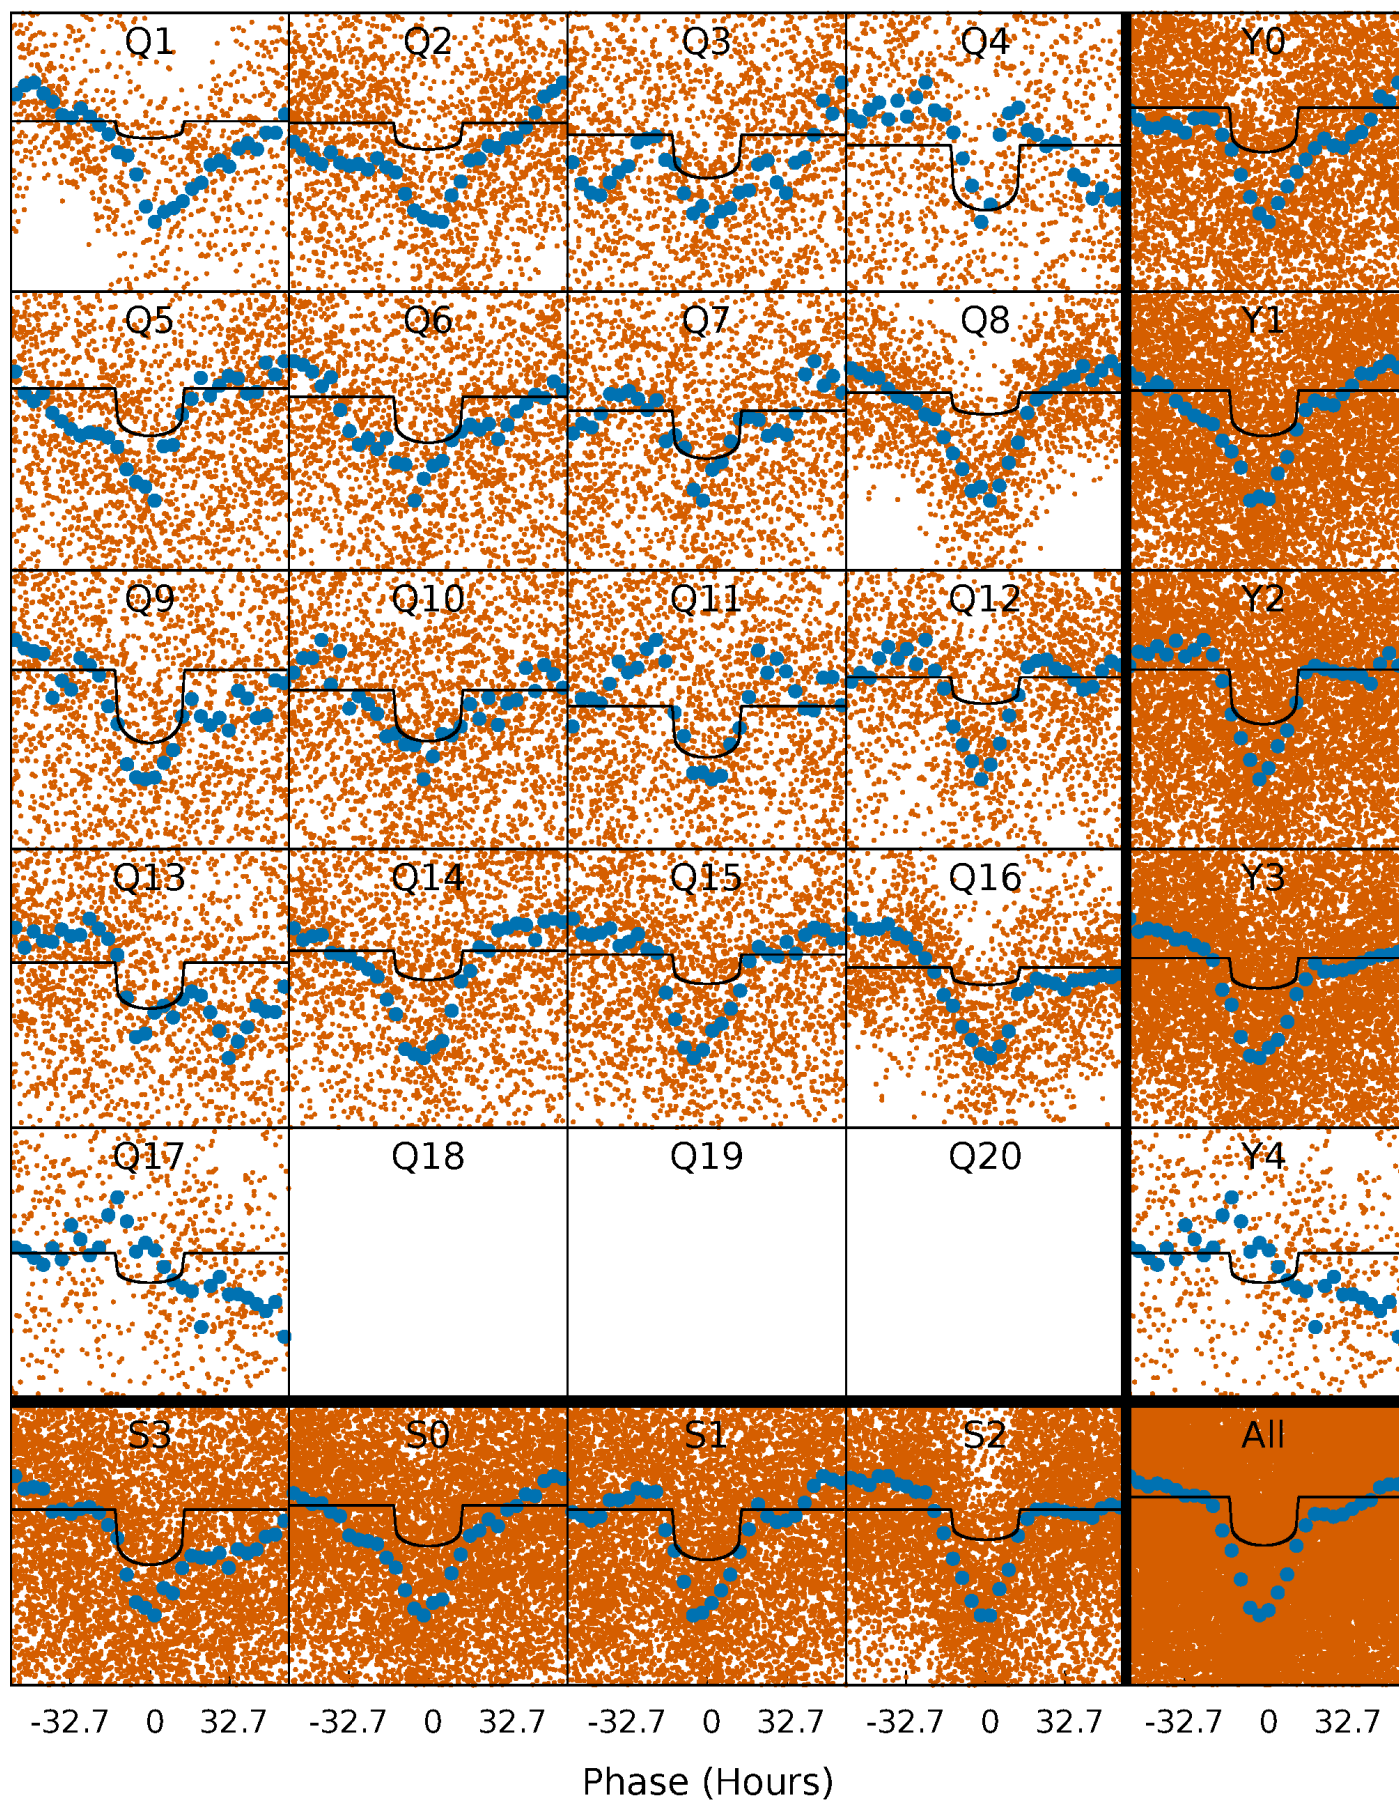 Q1 Q2 Q3 Q4 Y0
Q5 Q6 Q7 Q8 Y1
Q9 Q10 Q11 Q12 Y2
Q13 Q14 Q15 Q16 Y3
Q17 Q18 Q19 Q20 Y4
S3 S0 S1 S2 All
-32.7 0 32.7 -32.7 0 32.7 -32.7 0 32.7 -32.7 0 32.7 -32.7 0 32.7
Phase (Hours)